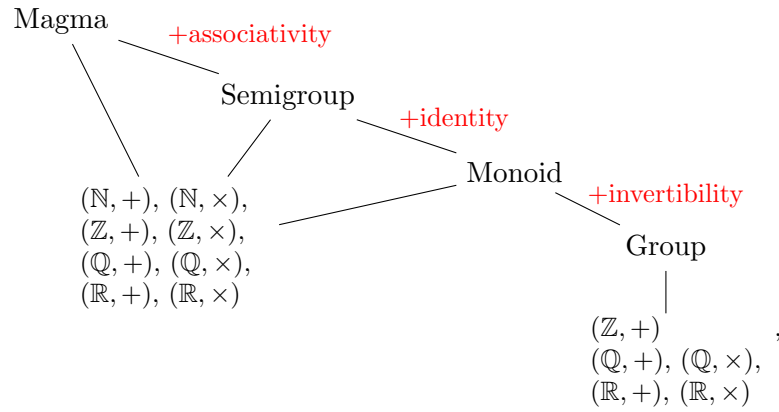 Magma
+associativity
Semigroup
+identity
Monoid
+invertibility
(ℕ, +), (ℕ, ×),
(ℤ, +), (ℤ, ×),
(ℚ, +), (ℚ, ×),
(ℝ, +), (ℝ, ×)
Group
(ℤ, +) ,
(ℚ, +), (ℚ, ×),
(ℝ, +), (ℝ, ×)